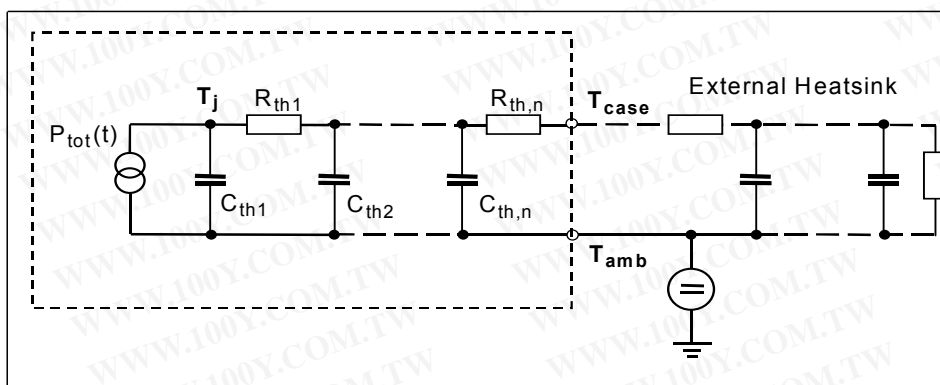 External Heatsink
T_j
R_th1
R_th,n
T_case
P_tot(t)
C_th1
C_th2
C_th,n
T_amb
WWW.100Y.COM.TW